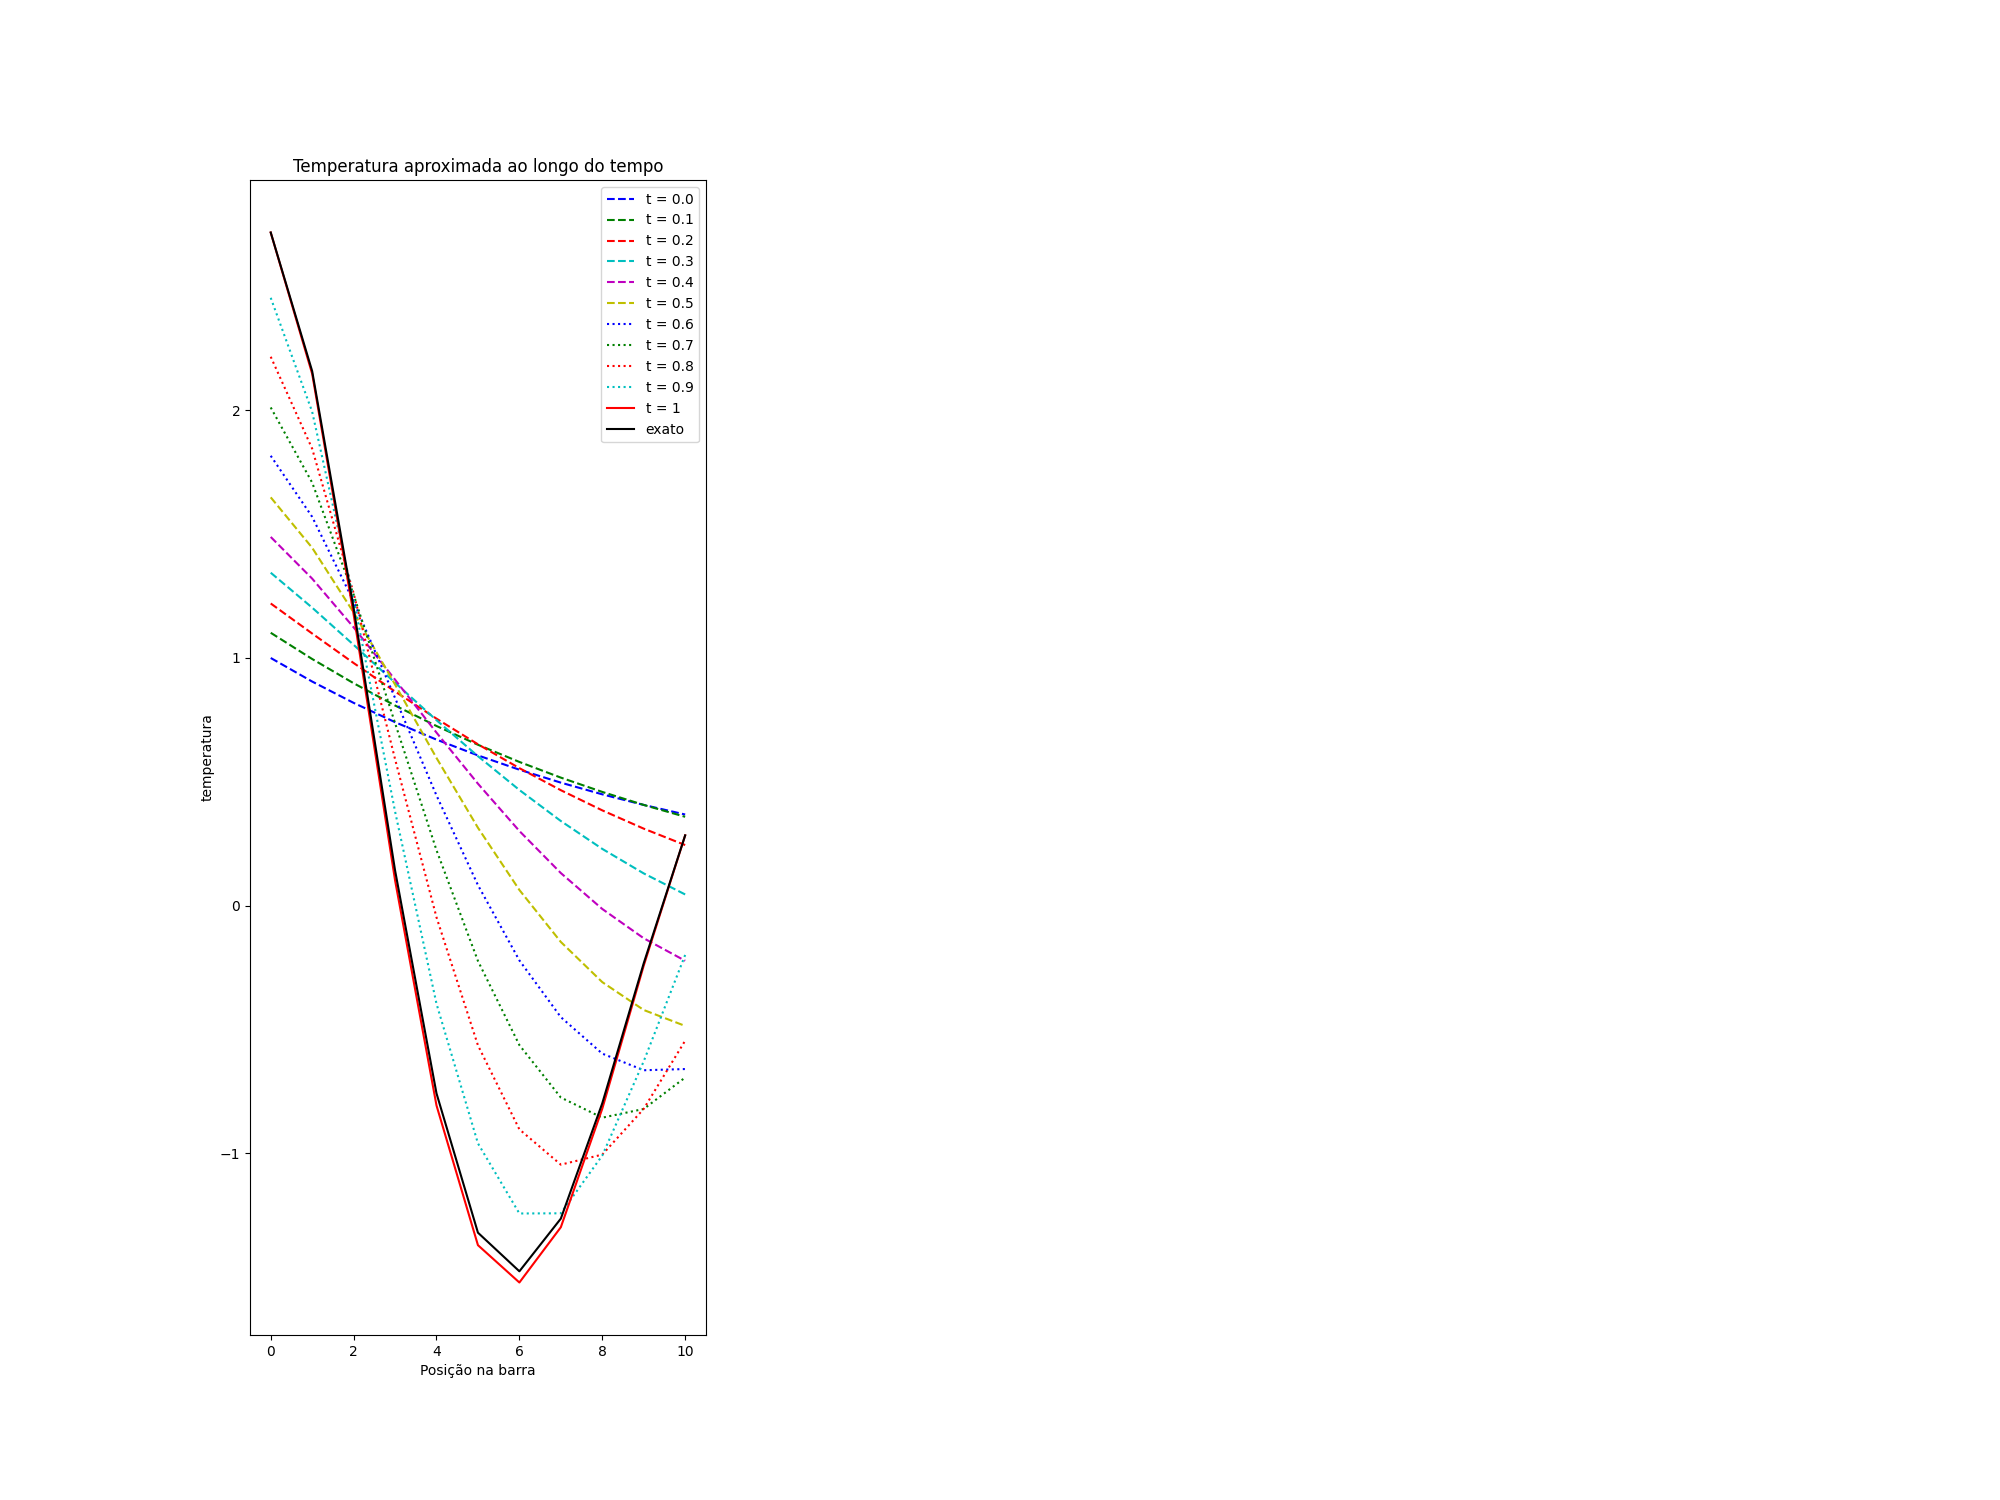 Temperatura aproximada ao longo do tempo
t = 0.0
t = 0.1
t = 0.2
t = 0.3
t = 0.4
t = 0.5
t = 0.6
t = 0.7
t = 0.8
t = 0.9
t = 1
exato
2
1
0
−1
temperatura
0 2 4 6 8 10
Posição na barra